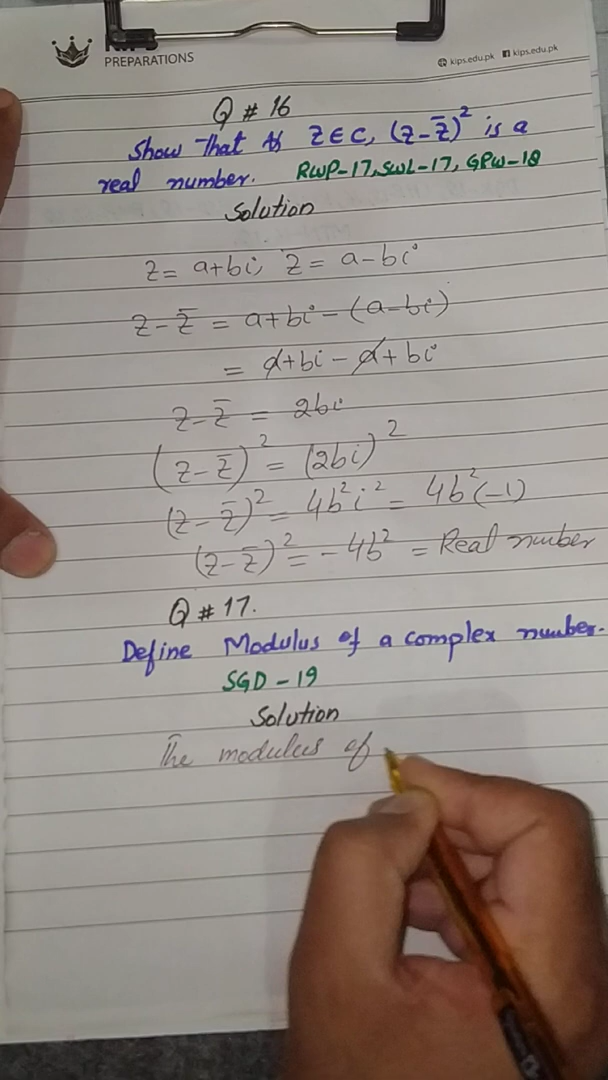 KIPS
PREPARATIONS
kips.edu.pk kips.edu.pk
Q # 16
Show that ∀ z ∈ C, (z-z̄)² is a
real number. RWP-17, SWL-17, GRW-18
Solution
z = a+bi, z̄ = a-bi
z-z̄ = a+bi-(a-bi)
= a+bi-a+bi
z-z̄ = 2bi
(z-z̄)² = (2bi)²
(z-z̄)² = 4b²i² = 4b²(-1)
(z-z̄)² = -4b² = Real number
Q # 17.
Define Modulus of a complex number.
SGD-19
Solution
The modulus of